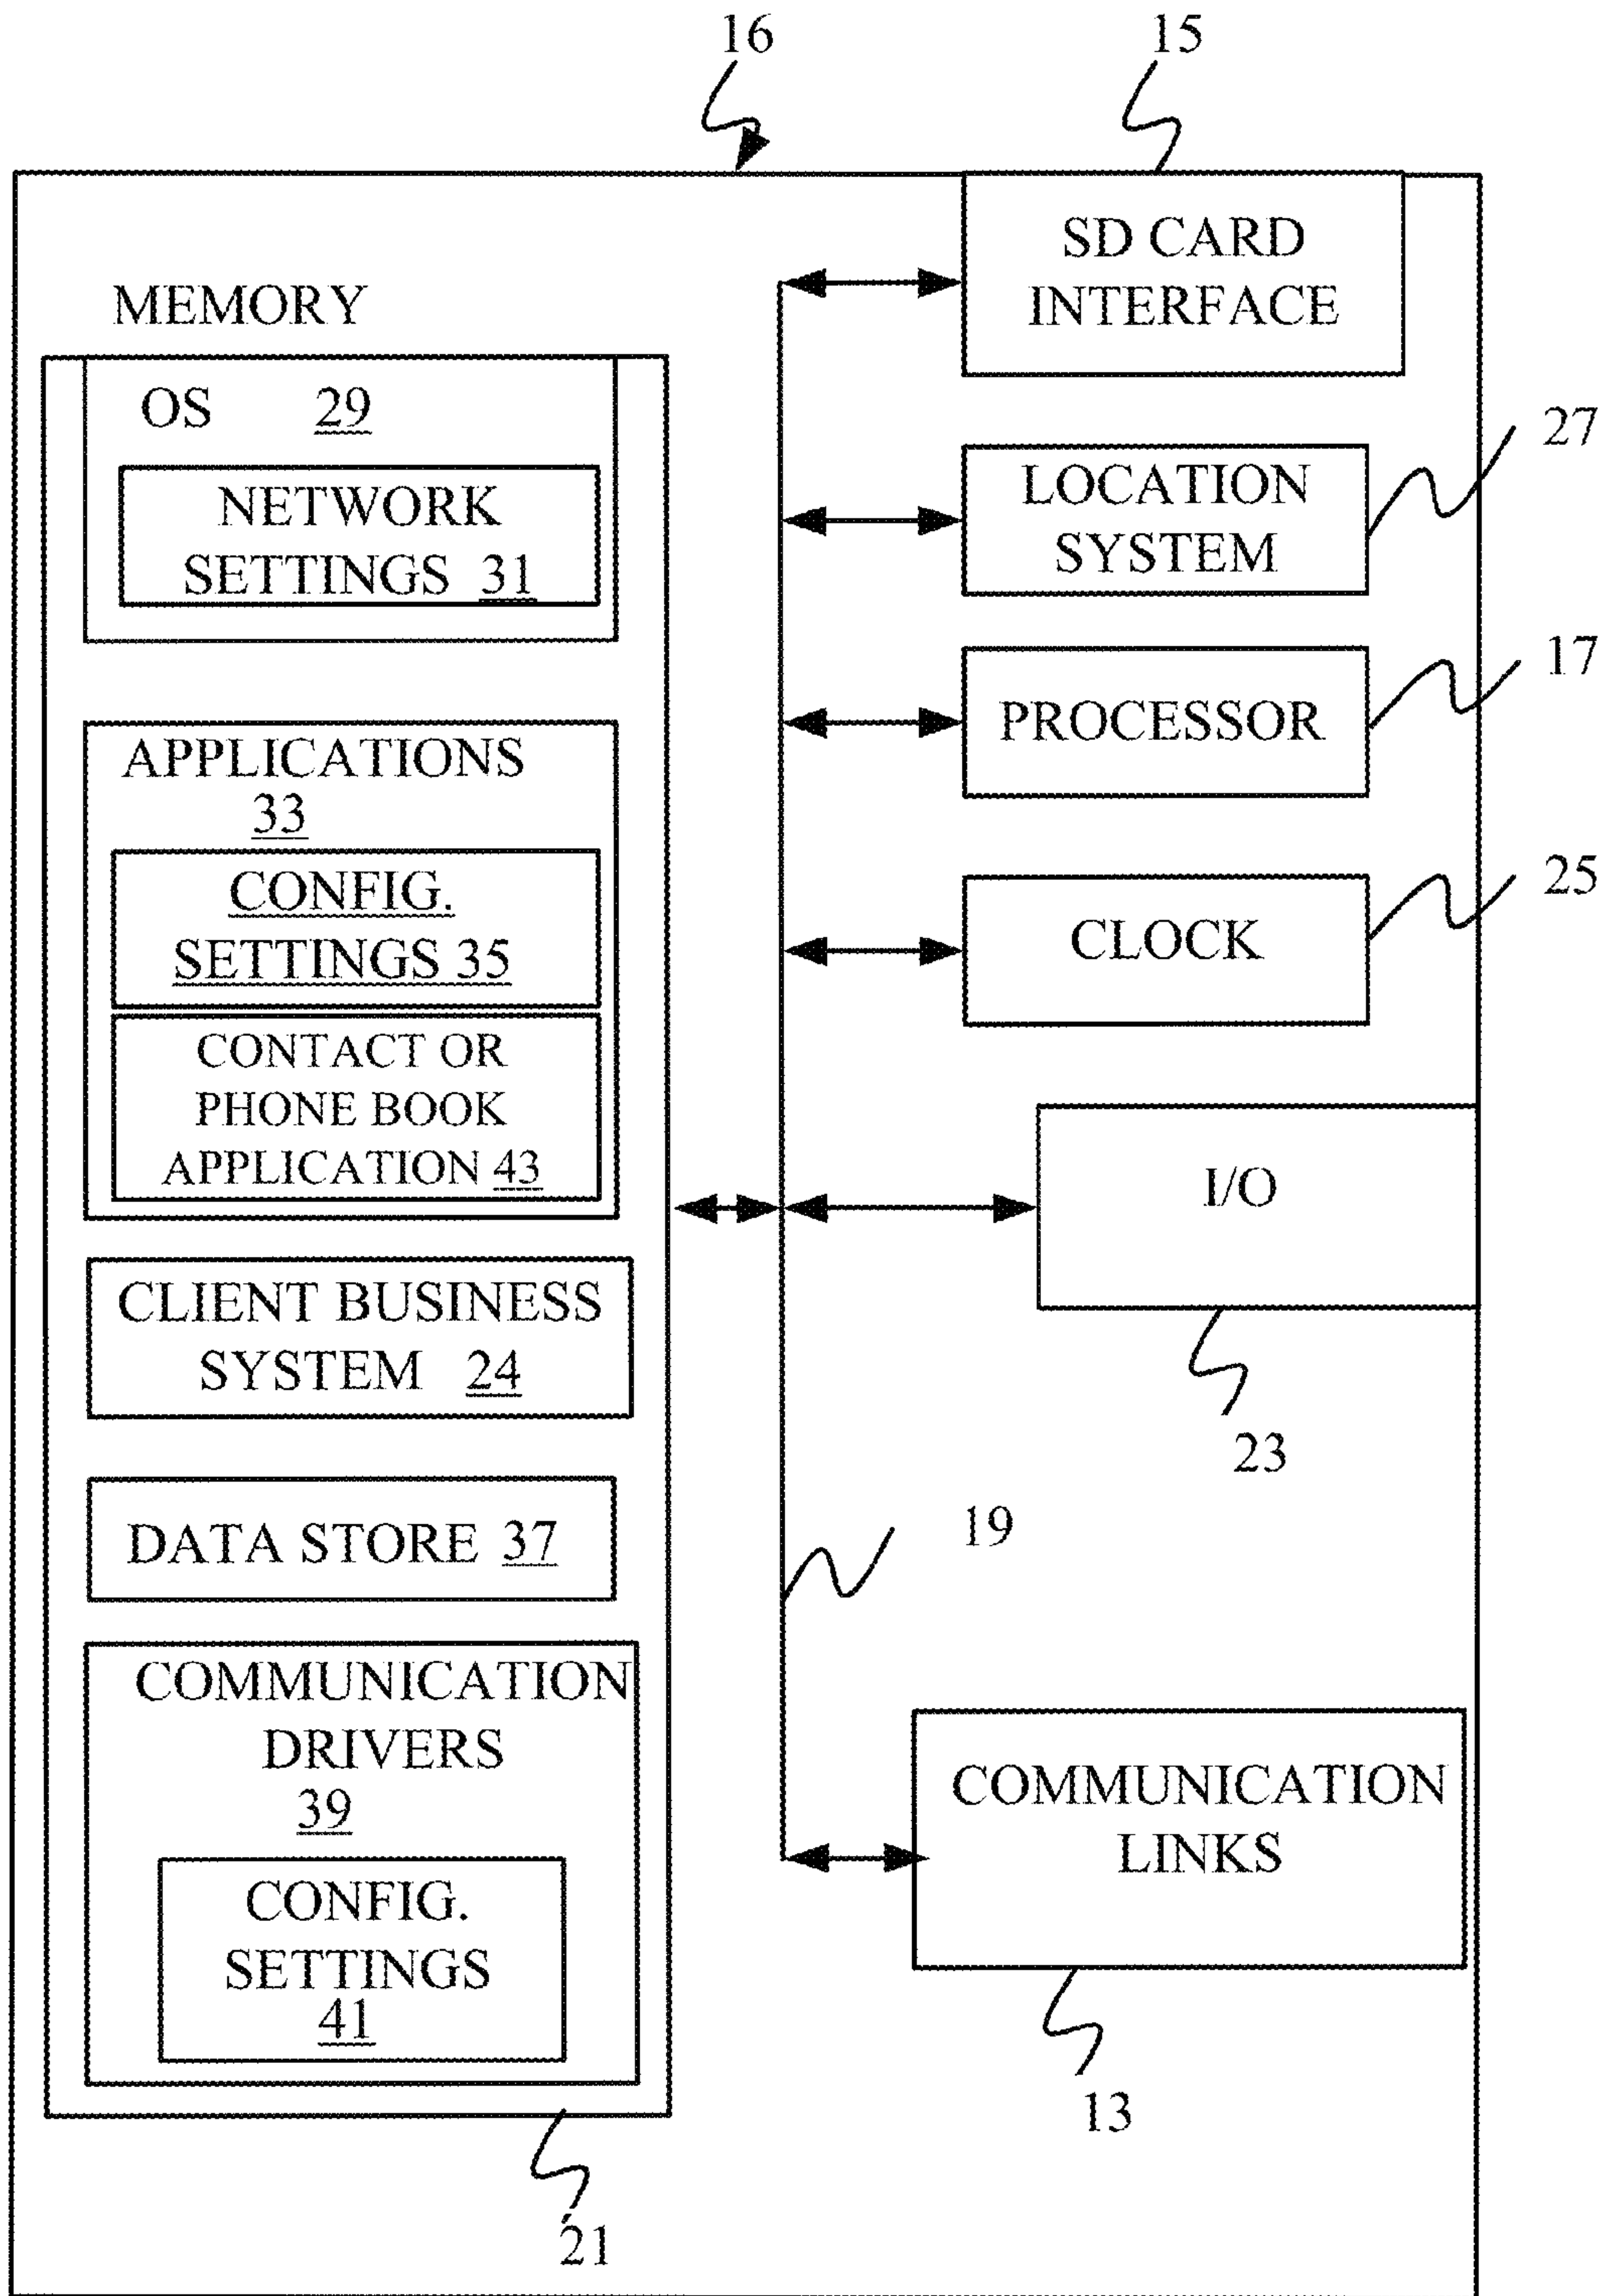 16
15
SD CARD
INTERFACE
MEMORY
OS 29
NETWORK
SETTINGS 31
27
LOCATION
SYSTEM
17
PROCESSOR
APPLICATIONS
33
CONFIG.
SETTINGS 35
25
CLOCK
CONTACT OR
PHONE BOOK
APPLICATION 43
I/O
23
CLIENT BUSINESS
SYSTEM 24
DATA STORE 37
19
COMMUNICATION
DRIVERS
39
CONFIG.
SETTINGS
41
COMMUNICATION
LINKS
13
21